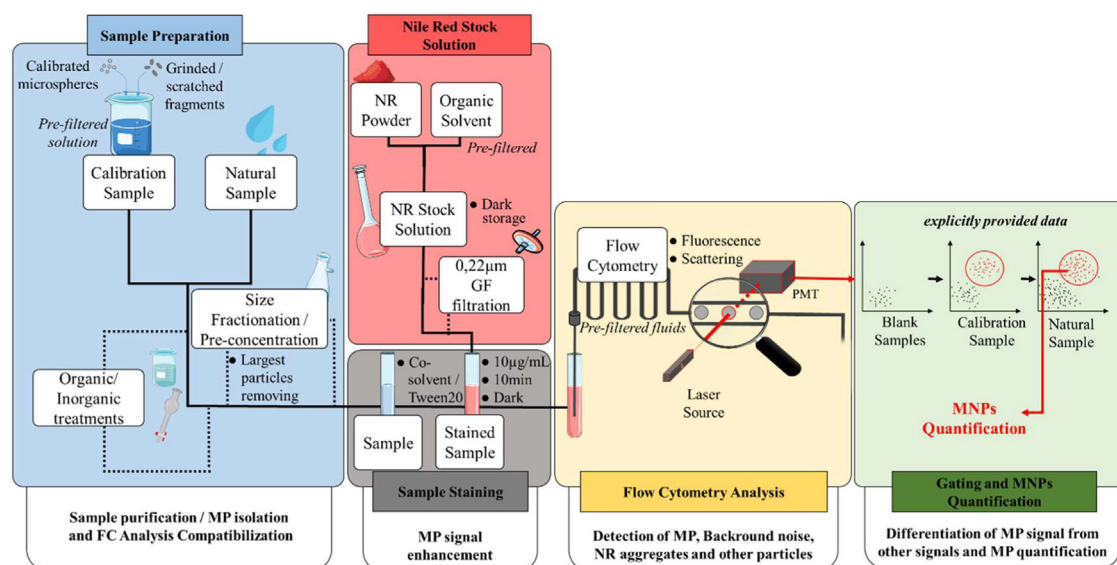 Sample Preparation
Calibrated
microspheres
Grinded /
scratched
fragments
Pre-filtered
solution
Calibration
Sample
Natural
Sample
Size
Fractionation /
Pre-concentration
● Largest
particles
removing
Organic/
Inorganic
treatments
Sample purification / MP isolation
and FC Analysis Compatibilization
Nile Red Stock
Solution
NR
Powder
Organic
Solvent
Pre-filtered
NR Stock
Solution
● Dark
storage
0,22µm
GF
filtration
● Co-
solvent /
Tween20
● 10µg/mL
● 10min
● Dark
Sample
Stained
Sample
Sample Staining
MP signal
enhancement
Flow
Cytometry
● Fluorescence
● Scattering
PMT
Pre-filtered fluids
Laser
Source
Flow Cytometry Analysis
Detection of MP, Backround noise,
NR aggregates and other particles
explicitly provided data
Blank
Samples
Calibration
Sample
Natural
Sample
MNPs
Quantification
Gating and MNPs
Quantification
Differentiation of MP signal from
other signals and MP quantification